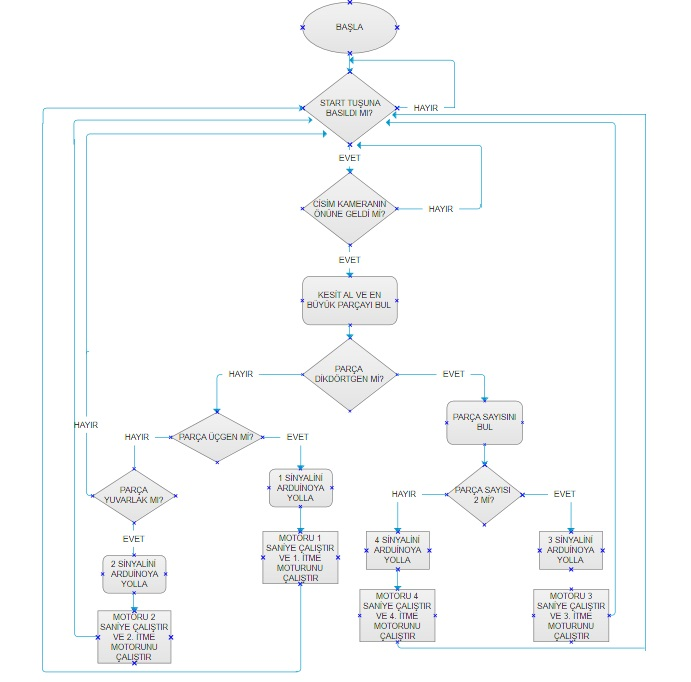 BAŞLA
START TUŞUNA
BASILDI MI?
HAYIR
EVET
CİSİM KAMERANIN
ÖNÜNE GELDİ Mİ?
HAYIR
EVET
KESİT AL VE EN
BÜYÜK PARÇAYI BUL
PARÇA
DİKDÖRTGEN Mİ?
HAYIR
EVET
PARÇA SAYISINI
BUL
PARÇA ÜÇGEN Mİ?
HAYIR
EVET
HAYIR
PARÇA
YUVARLAK MI?
EVET
1 SİNYALİNİ
ARDUİNOYA
YOLLA
PARÇA SAYISI
2 Mİ?
HAYIR
EVET
MOTORU 1
SANİYE ÇALIŞTIR
VE 1. İTME
MOTURUNU
ÇALIŞTIR
4 SİNYALİNİ
ARDUİNOYA
YOLLA
3 SİNYALİNİ
ARDUİNOYA
YOLLA
2 SİNYALİNİ
ARDUİNOYA
YOLLA
MOTORU 2
SANİYE ÇALIŞTIR
VE 2. İTME
MOTORUNU
ÇALIŞTIR
MOTORU 4
SANİYE ÇALIŞTIR
VE 4. İTME
MOTORUNU
ÇALIŞTIR
MOTORU 3
SANİYE ÇALIŞTIR
VE 3. İTME
MOTURUNU
ÇALIŞTIR